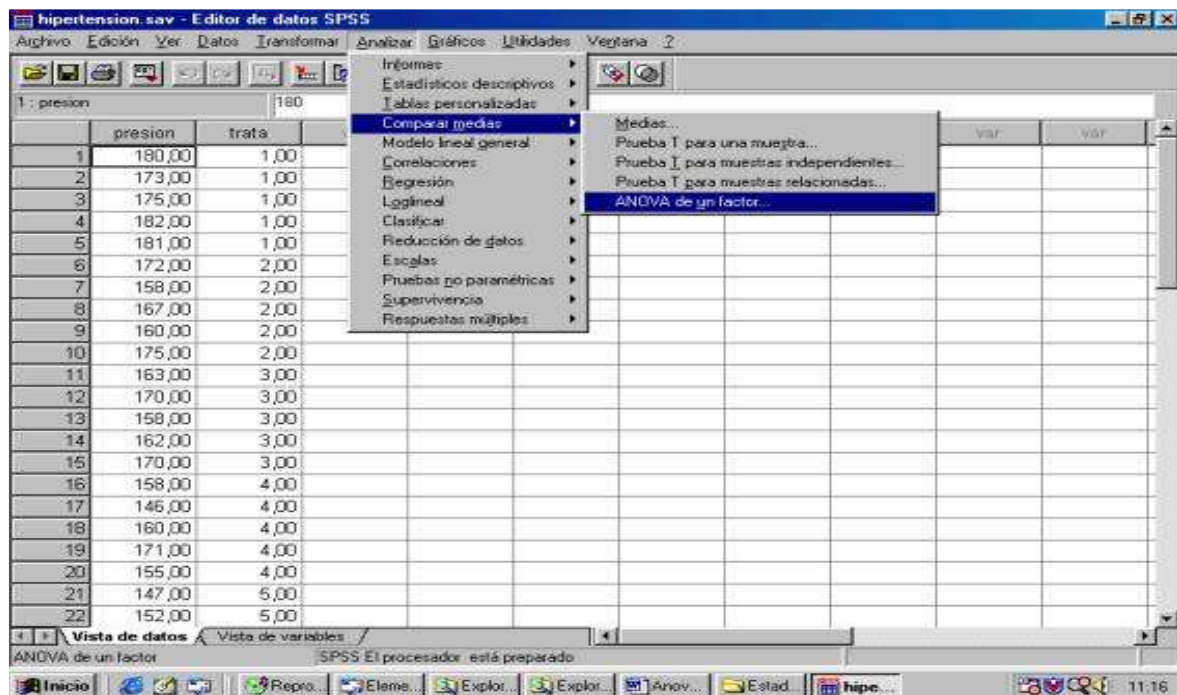 hipertension.sav - Editor de datos SPSS
Archivo Edición Ver Datos Transformar Analizar Gráficos Utilidades Ventana ?
1 : presion 180
Informes
Estadísticos descriptivos
Tablas personalizadas
Comparar medias
Modelo lineal general
Correlaciones
Regresión
Loglineal
Clasificar
Reducción de datos
Escalas
Pruebas no paramétricas
Supervivencia
Respuestas múltiples
Medias...
Prueba T para una muestra...
Prueba T para muestras independientes...
Prueba T para muestras relacionadas...
ANOVA de un factor...
presion trata var var
1 180,00 1,00
2 173,00 1,00
3 175,00 1,00
4 182,00 1,00
5 181,00 1,00
6 172,00 2,00
7 158,00 2,00
8 167,00 2,00
9 160,00 2,00
10 175,00 2,00
11 163,00 3,00
12 170,00 3,00
13 158,00 3,00
14 162,00 3,00
15 170,00 3,00
16 158,00 4,00
17 146,00 4,00
18 160,00 4,00
19 171,00 4,00
20 155,00 4,00
21 147,00 5,00
22 152,00 5,00
Vista de datos Vista de variables
ANOVA de un factor SPSS El procesador está preparado
Inicio Repro... Eleme... Explor... Explor... Anov... Estad... hipe... 11:16